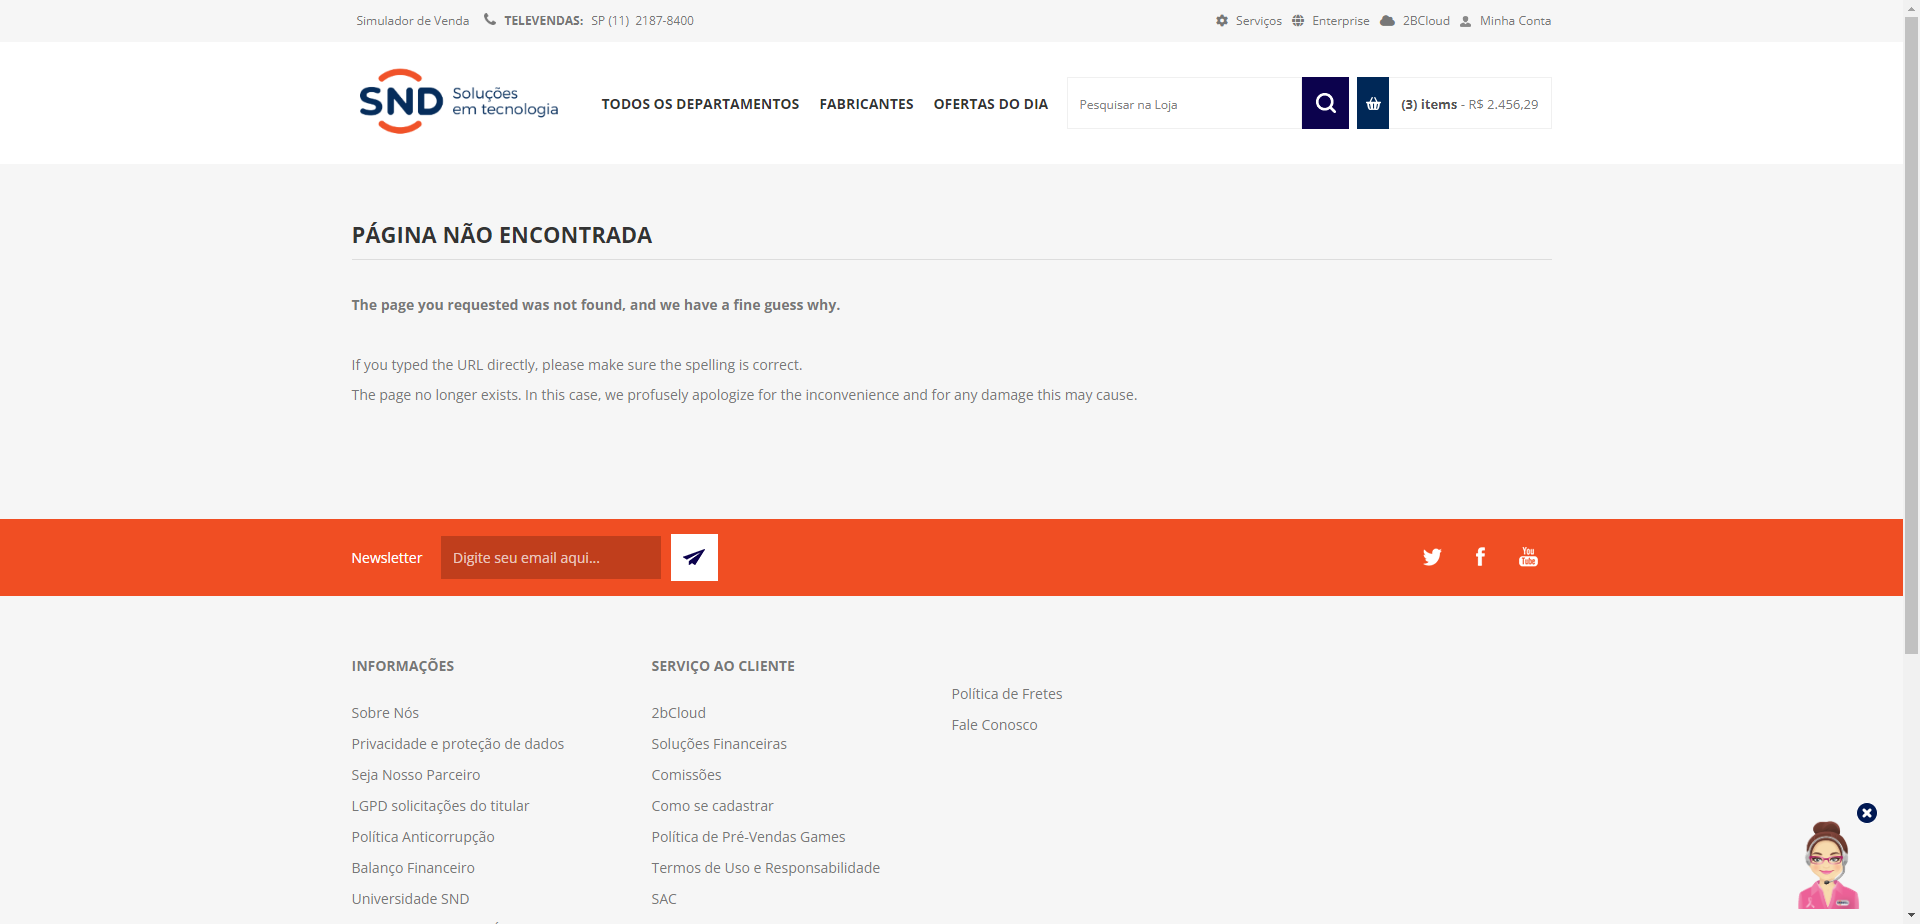 Simulador de Venda TELEVENDAS: SP (11) 2187-8400 Serviços Enterprise 2BCloud Minha Conta
SND Soluções em tecnologia
TODOS OS DEPARTAMENTOS FABRICANTES OFERTAS DO DIA Pesquisar na Loja (3) items - R$ 2.456,29
PÁGINA NÃO ENCONTRADA
The page you requested was not found, and we have a fine guess why.
If you typed the URL directly, please make sure the spelling is correct.
The page no longer exists. In this case, we profusely apologize for the inconvenience and for any damage this may cause.
Newsletter Digite seu email aqui... You Tube
INFORMAÇÕES
Sobre Nós
Privacidade e proteção de dados
Seja Nosso Parceiro
LGPD solicitações do titular
Política Anticorrupção
Balanço Financeiro
Universidade SND
SERVIÇO AO CLIENTE
2bCloud
Soluções Financeiras
Comissões
Como se cadastrar
Política de Pré-Vendas Games
Termos de Uso e Responsabilidade
SAC
Política de Fretes
Fale Conosco